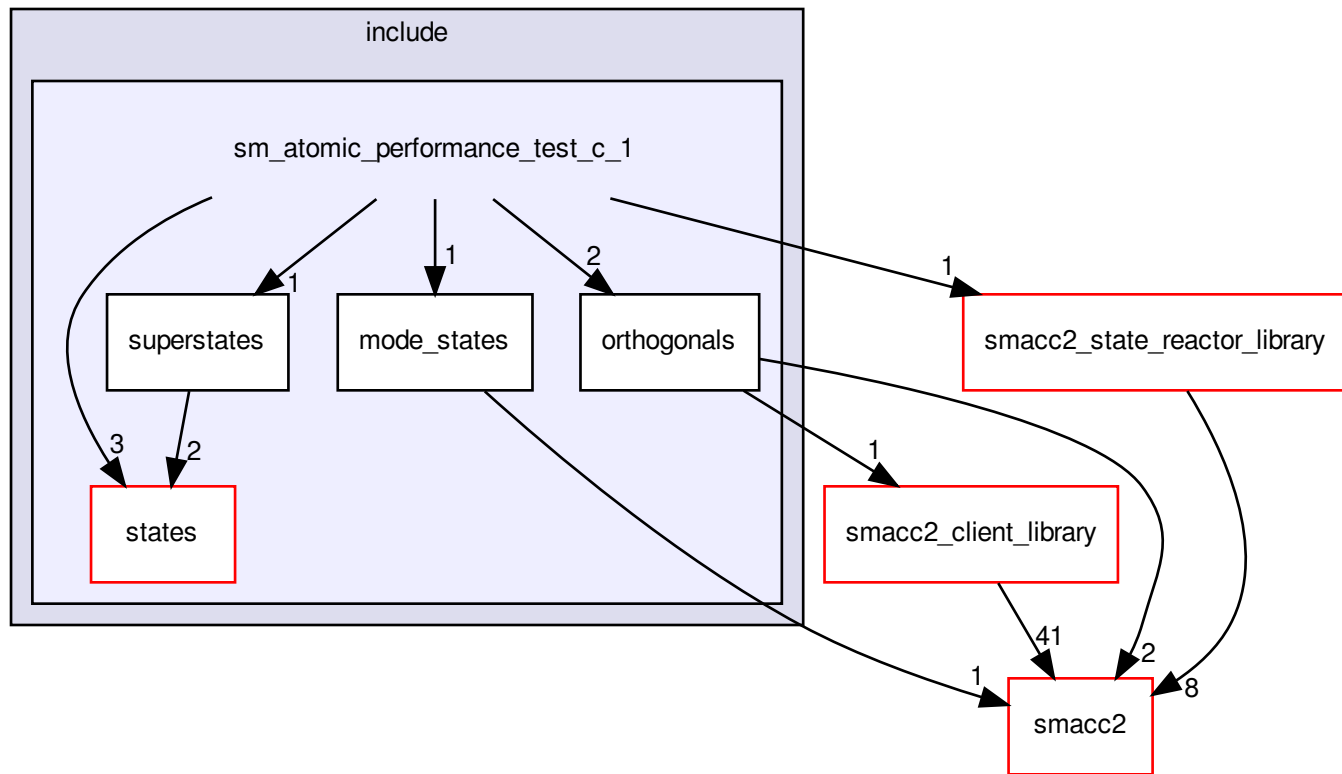 include
sm_atomic_performance_test_c_1
1
2
1
1
superstates
mode_states
orthogonals
smacc2_state_reactor_library
3
2
1
states
smacc2_client_library
41
2
1
8
smacc2